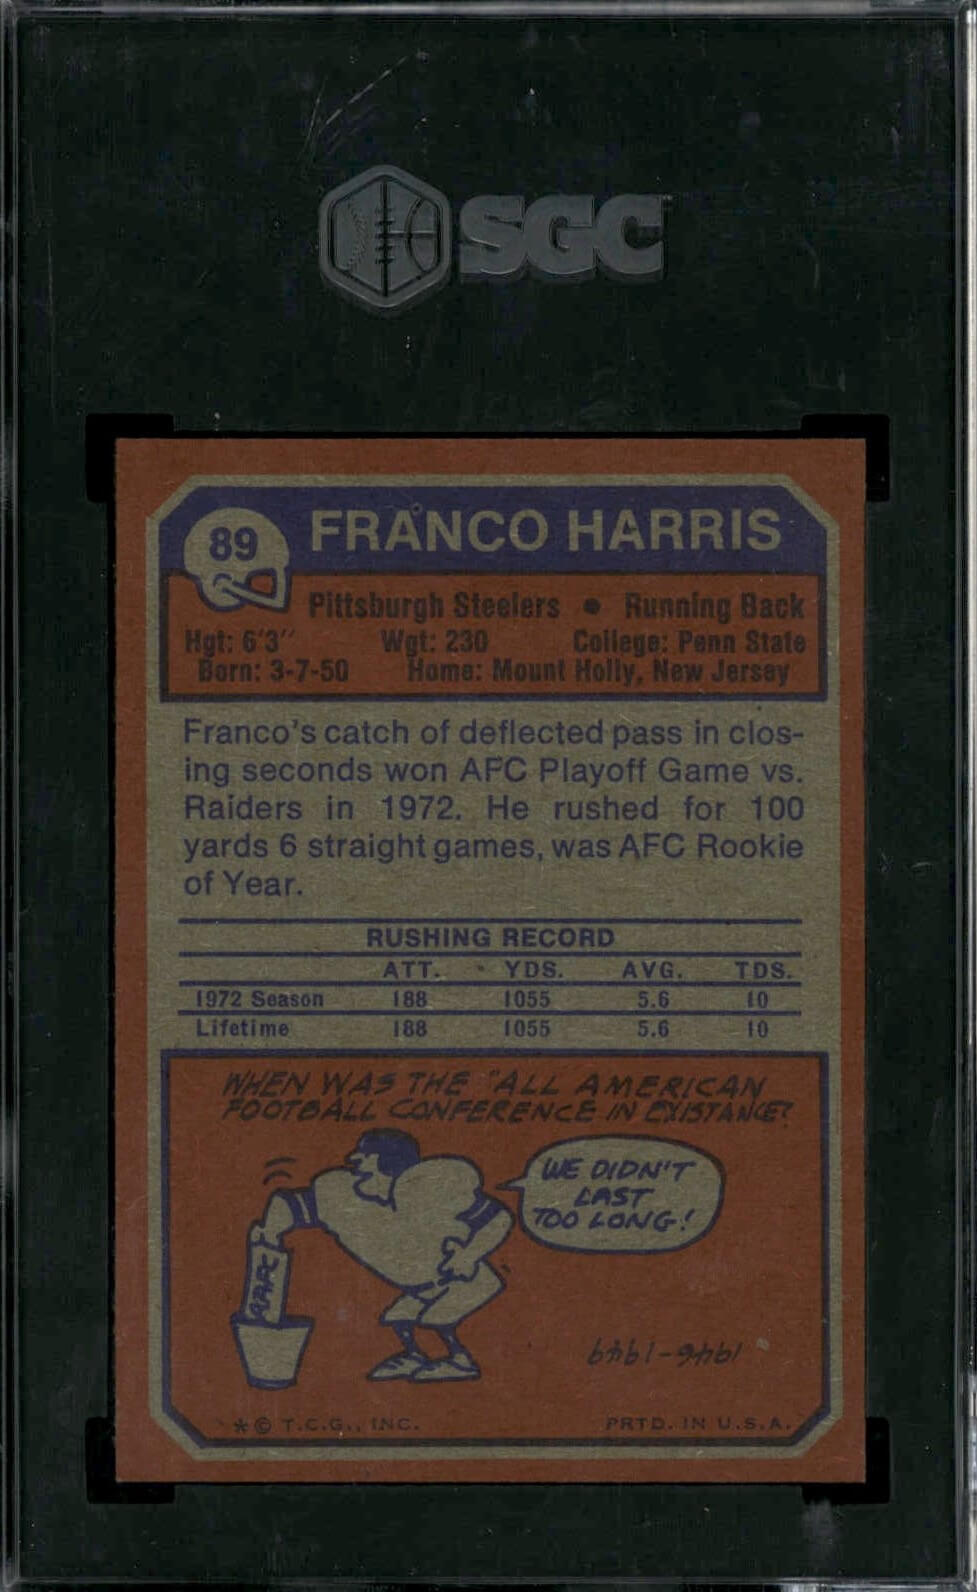 SGC
89
FRANCO HARRIS
Pittsburgh Steelers • Running Back
Hgt: 6'3" Wgt: 230 College: Penn State
Born: 3-7-50 Home: Mount Holly, New Jersey
Franco's catch of deflected pass in clos-
ing seconds won AFC Playoff Game vs.
Raiders in 1972. He rushed for 100
yards 6 straight games, was AFC Rookie
of Year.
RUSHING RECORD
ATT. YDS. AVG. TDS.
1972 Season 188 1055 5.6 10
Lifetime 188 1055 5.6 10
WHEN WAS THE "ALL AMERICAN
FOOTBALL CONFERENCE IN EXISTANCE?
WE DIDN'T
LAST
TOO LONG!
AAFC
1946-1949
* © T.C.G., INC. PRTD. IN U.S.A.